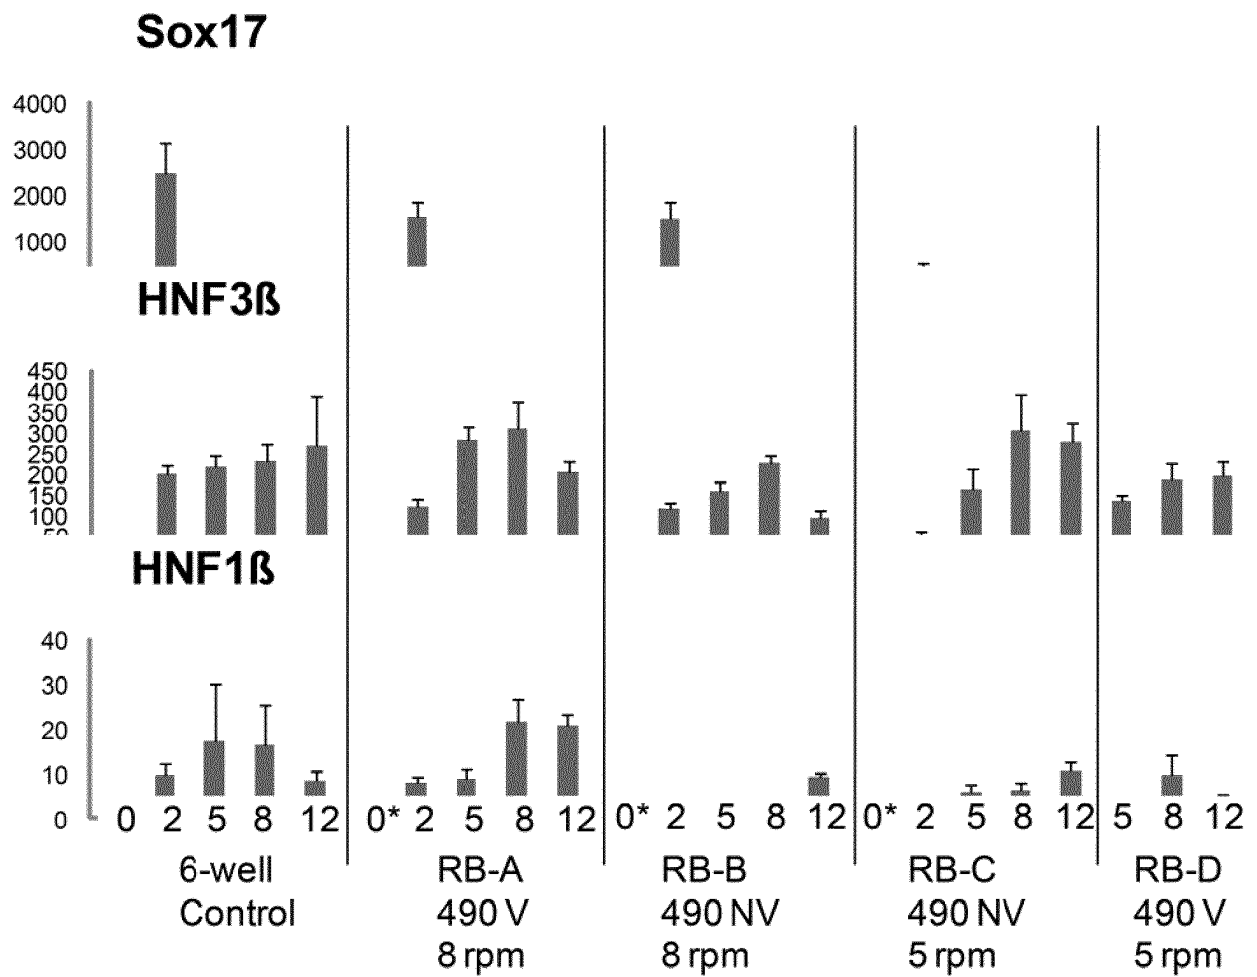 Sox17
4000
3000
2000
1000
HNF3ß
450
400
350
300
250
200
150
100
50
HNF1ß
40
30
20
10
0
0 2 5 8 12 0* 2 5 8 12 0* 2 5 8 12 0* 2 5 8 12 5 8 12
6-well RB-A RB-B RB-C RB-D
Control 490 V 490 NV 490 NV 490 V
8 rpm 8 rpm 5 rpm 5 rpm